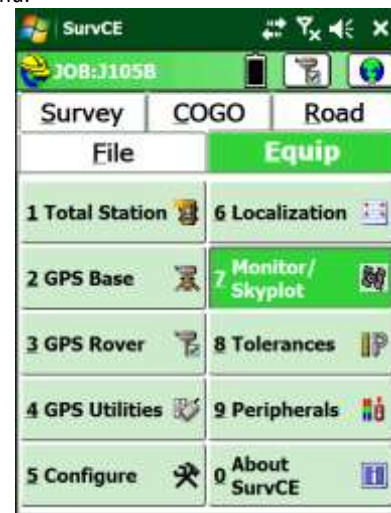 SurvCE
JOB:J105B
Survey COGO Road
File Equip
1 Total Station 6 Localization
2 GPS Base 7 Monitor/
Skyplot
3 GPS Rover 8 Tolerances
4 GPS Utilities 9 Peripherals
5 Configure 0 About
SurvCE